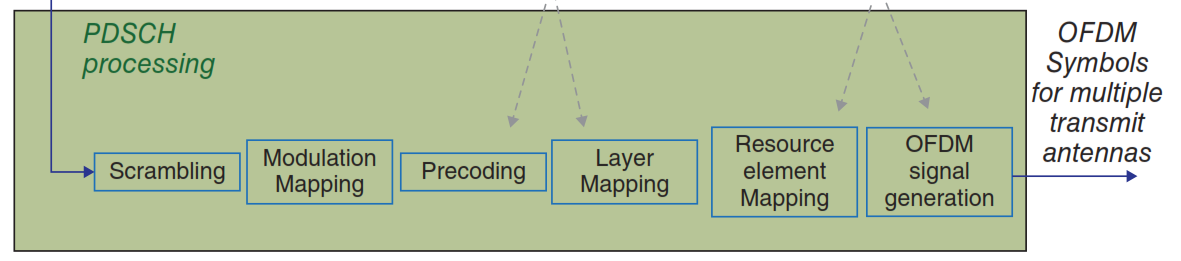 PDSCH
processing
Scrambling
Modulation
Mapping
Precoding
Layer
Mapping
Resource
element
Mapping
OFDM
signal
generation
OFDM
Symbols
for multiple
transmit
antennas